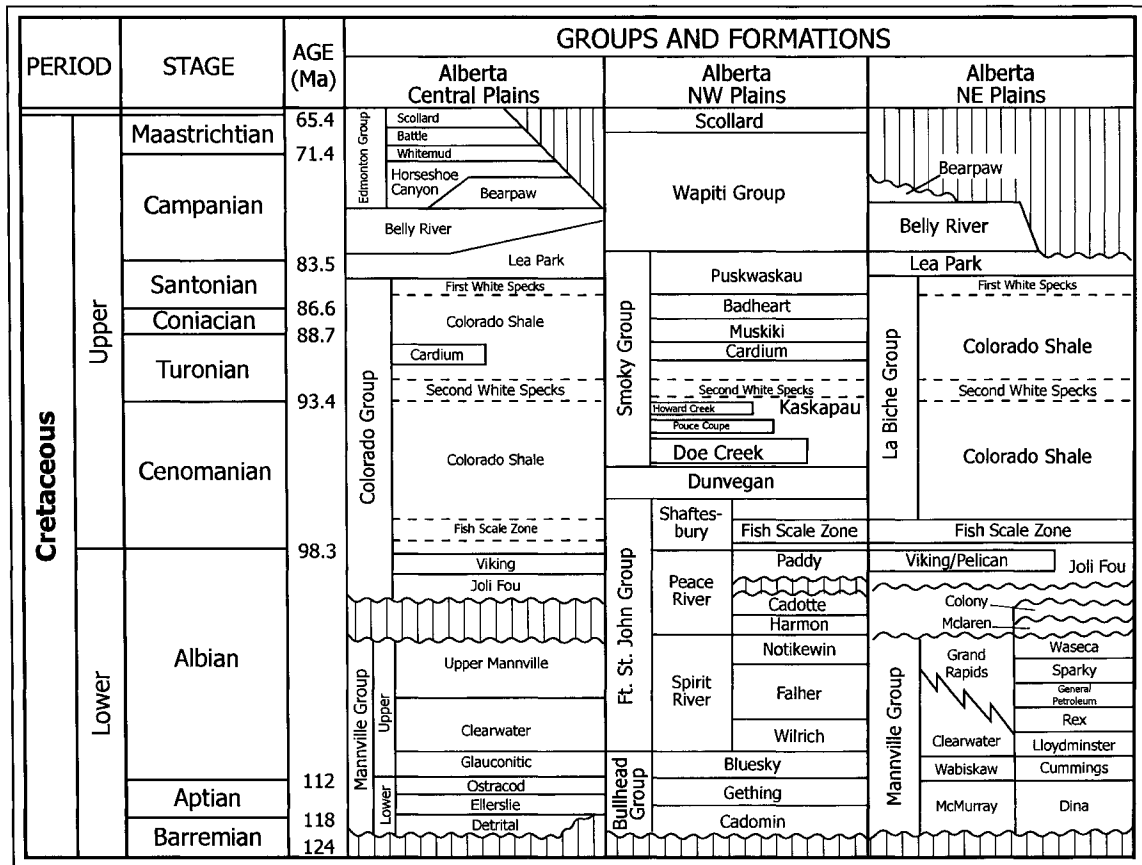 PERIOD
STAGE
AGE
(Ma)
GROUPS AND FORMATIONS
Alberta
Central Plains
Alberta
NW Plains
Alberta
NE Plains
Cretaceous
Upper
Lower
Maastrichtian
Campanian
Santonian
Coniacian
Turonian
Cenomanian
Albian
Aptian
Barremian
65.4
71.4
83.5
86.6
88.7
93.4
98.3
112
118
124
Edmonton Group
Scollard
Battle
Whitemud
Horseshoe
Canyon
Bearpaw
Belly River
Lea Park
Colorado Group
First White Specks
Colorado Shale
Cardium
Second White Specks
Colorado Shale
Fish Scale Zone
Viking
Joli Fou
Mannville Group
Upper
Lower
Upper Mannville
Clearwater
Glauconitic
Ostracod
Ellerslie
Detrital
Scollard
Wapiti Group
Smoky Group
Puskwaskau
Badheart
Muskiki
Cardium
Second White Specks
Howard Creek
Kaskapau
Pouce Coupe
Doe Creek
Dunvegan
Ft. St. John Group
Shaftes-
bury
Fish Scale Zone
Peace
River
Paddy
Cadotte
Harmon
Spirit
River
Notikewin
Falher
Wilrich
Bullhead
Group
Bluesky
Gething
Cadomin
Bearpaw
Belly River
Lea Park
La Biche Group
First White Specks
Colorado Shale
Second White Specks
Colorado Shale
Fish Scale Zone
Viking/Pelican
Joli Fou
Colony
Mclaren
Mannville Group
Grand
Rapids
Clearwater
Wabiskaw
McMurray
Waseca
Sparky
General
Petroleum
Rex
Lloydminster
Cummings
Dina